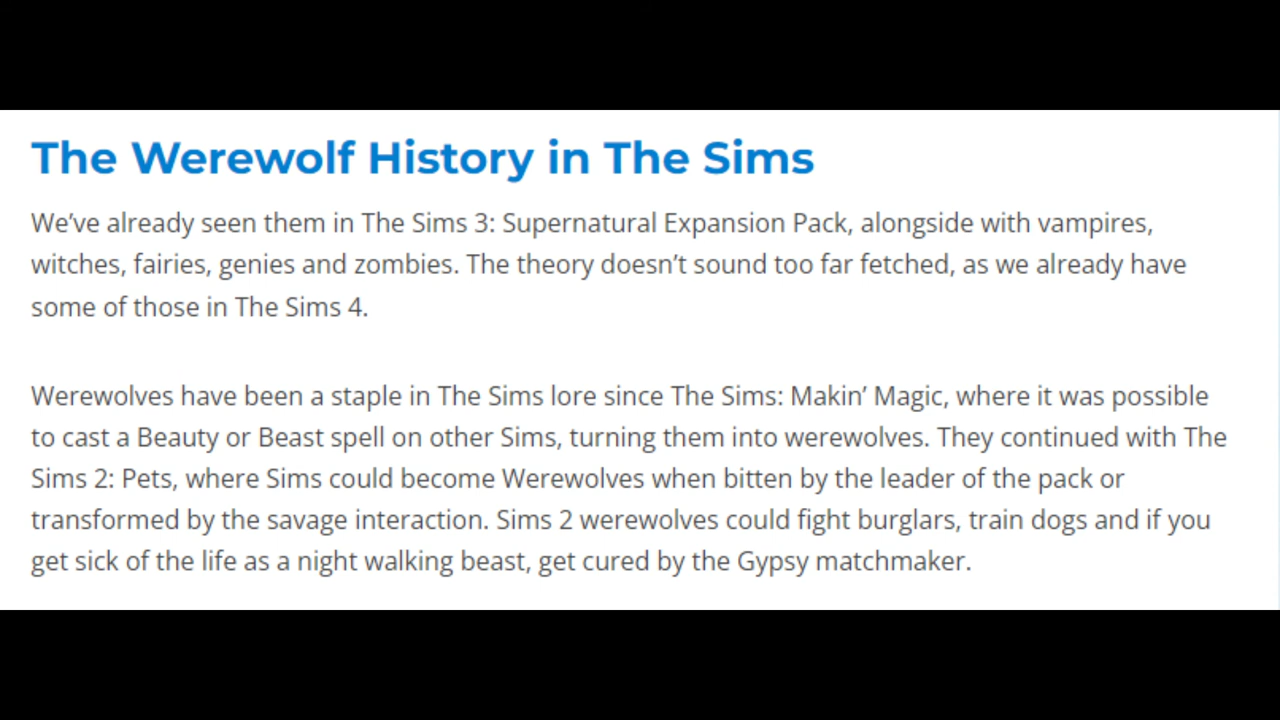 The Werewolf History in The Sims
We’ve already seen them in The Sims 3: Supernatural Expansion Pack, alongside with vampires,
witches, fairies, genies and zombies. The theory doesn’t sound too far fetched, as we already have
some of those in The Sims 4.
Werewolves have been a staple in The Sims lore since The Sims: Makin’ Magic, where it was possible
to cast a Beauty or Beast spell on other Sims, turning them into werewolves. They continued with The
Sims 2: Pets, where Sims could become Werewolves when bitten by the leader of the pack or
transformed by the savage interaction. Sims 2 werewolves could fight burglars, train dogs and if you
get sick of the life as a night walking beast, get cured by the Gypsy matchmaker.